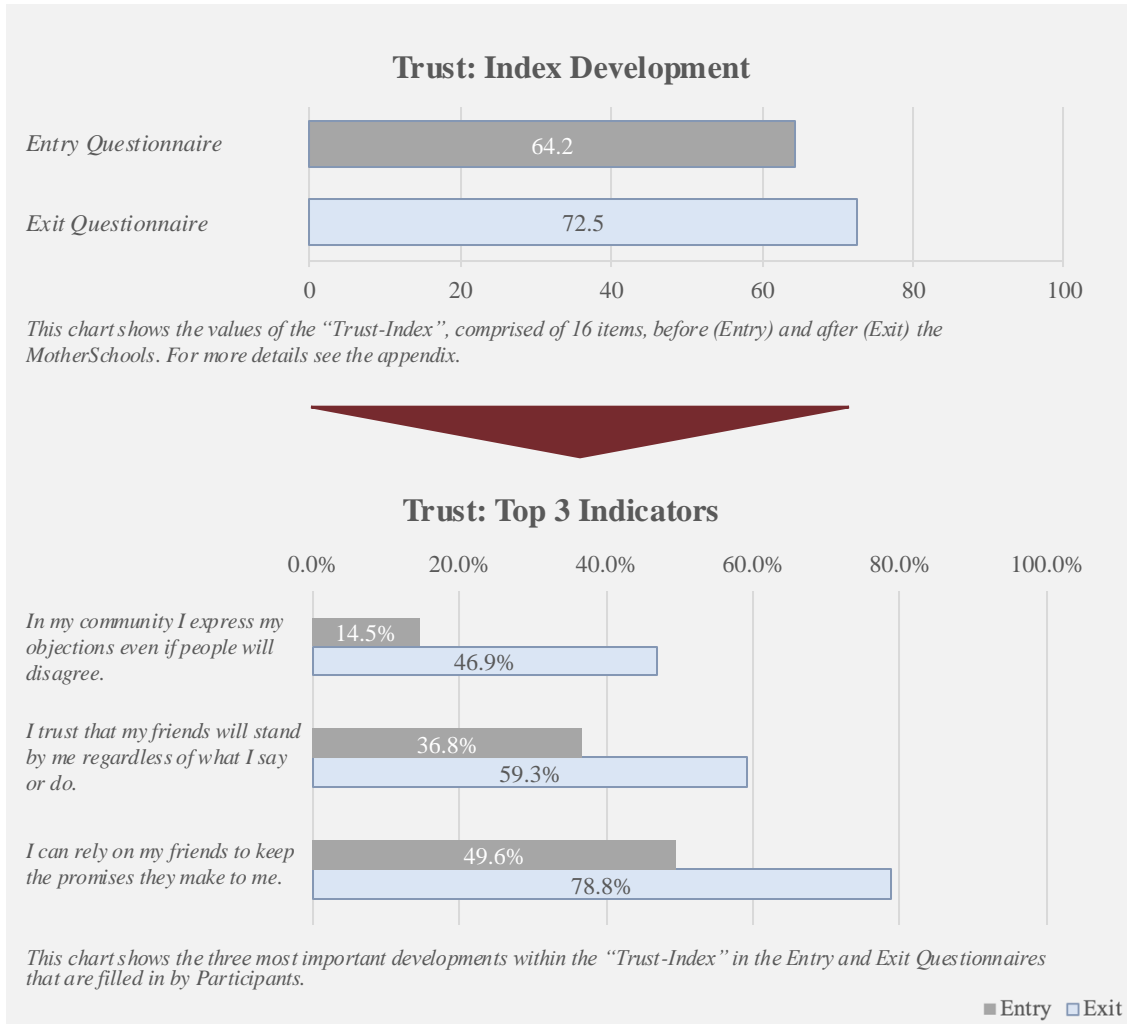 Trust: Index Development
Entry Questionnaire
64.2
Exit Questionnaire
72.5
0 20 40 60 80 100
This chart shows the values of the “Trust-Index”, comprised of 16 items, before (Entry) and after (Exit) the
MotherSchools. For more details see the appendix.
Trust: Top 3 Indicators
0.0% 20.0% 40.0% 60.0% 80.0% 100.0%
In my community I express my
objections even if people will
disagree.
14.5%
46.9%
I trust that my friends will stand
by me regardless of what I say
or do.
36.8%
59.3%
I can rely on my friends to keep
the promises they make to me.
49.6%
78.8%
This chart shows the three most important developments within the “Trust-Index” in the Entry and Exit Questionnaires
that are filled in by Participants.
Entry Exit